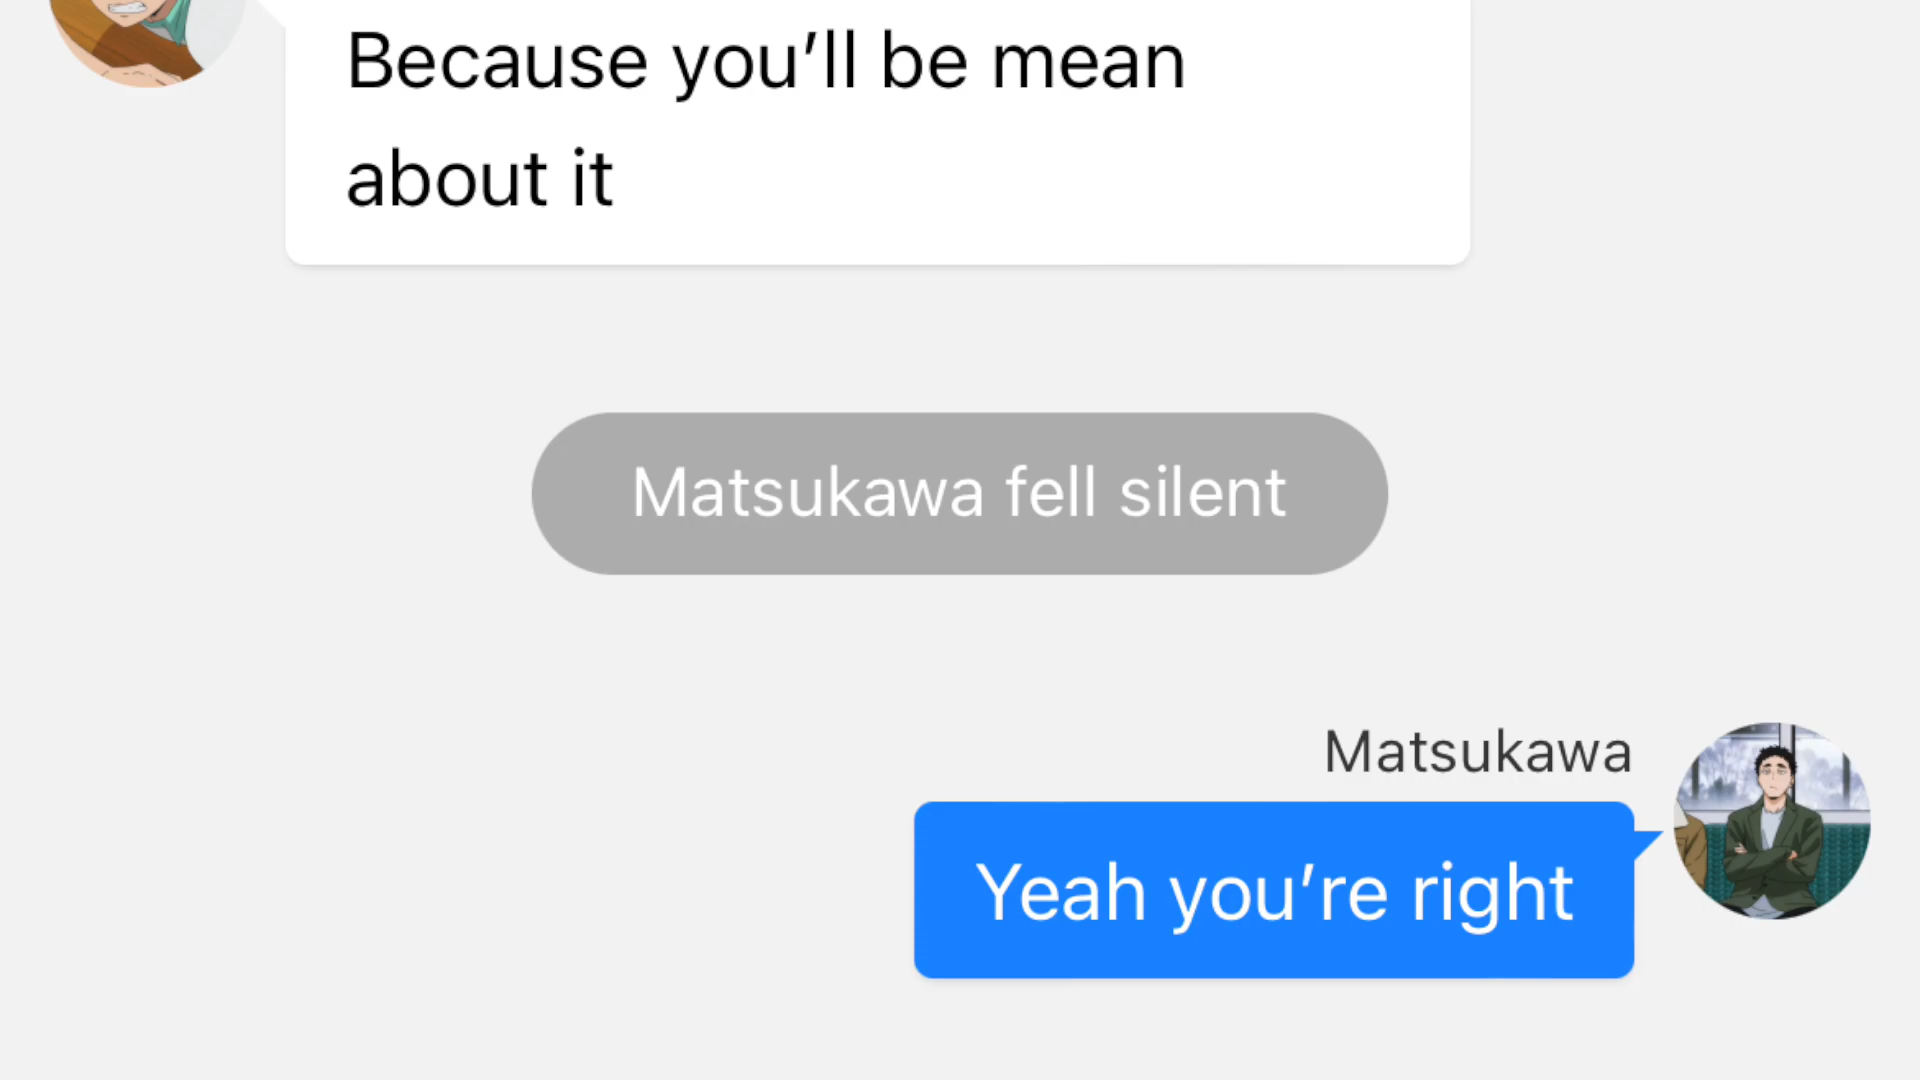 Because you’ll be mean
about it
Matsukawa fell silent
Matsukawa
Yeah you’re right